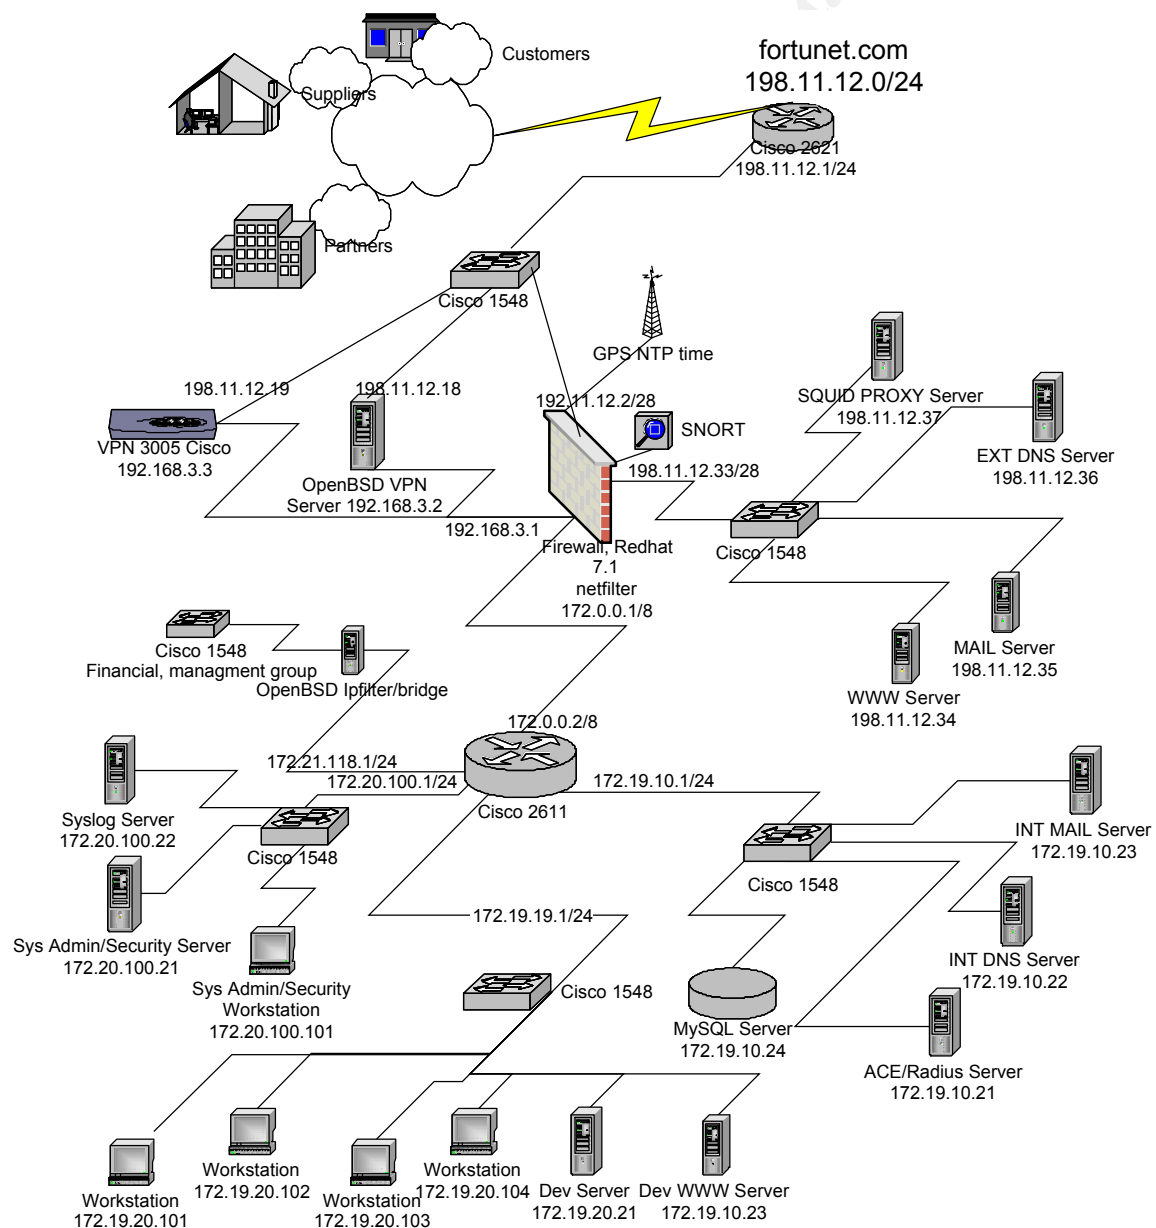 fortunet.com
198.11.12.0/24
Customers
Suppliers
Partners
Cisco 2621
198.11.12.1/24
Cisco 1548
GPS NTP time
198.11.12.19
198.11.12.18
192.11.12.2/28
SNORT
198.11.12.33/28
SQUID PROXY Server
198.11.12.37
EXT DNS Server
198.11.12.36
VPN 3005 Cisco
192.168.3.3
OpenBSD VPN
Server 192.168.3.2
192.168.3.1
Firewall, Redhat
7.1
netfilter
172.0.0.1/8
Cisco 1548
MAIL Server
198.11.12.35
WWW Server
198.11.12.34
Cisco 1548
Financial, managment group
OpenBSD Ipfilter/bridge
172.0.0.2/8
172.21.118.1/24
172.20.100.1/24
Cisco 2611
172.19.10.1/24
Syslog Server
172.20.100.22
Cisco 1548
Sys Admin/Security Server
172.20.100.21
Sys Admin/Security
Workstation
172.20.100.101
172.19.19.1/24
Cisco 1548
Cisco 1548
INT MAIL Server
172.19.10.23
INT DNS Server
172.19.10.22
MySQL Server
172.19.10.24
ACE/Radius Server
172.19.10.21
Workstation
172.19.20.101
Workstation
172.19.20.102
Workstation
172.19.20.103
Workstation
172.19.20.104
Dev Server
172.19.20.21
Dev WWW Server
172.19.10.23